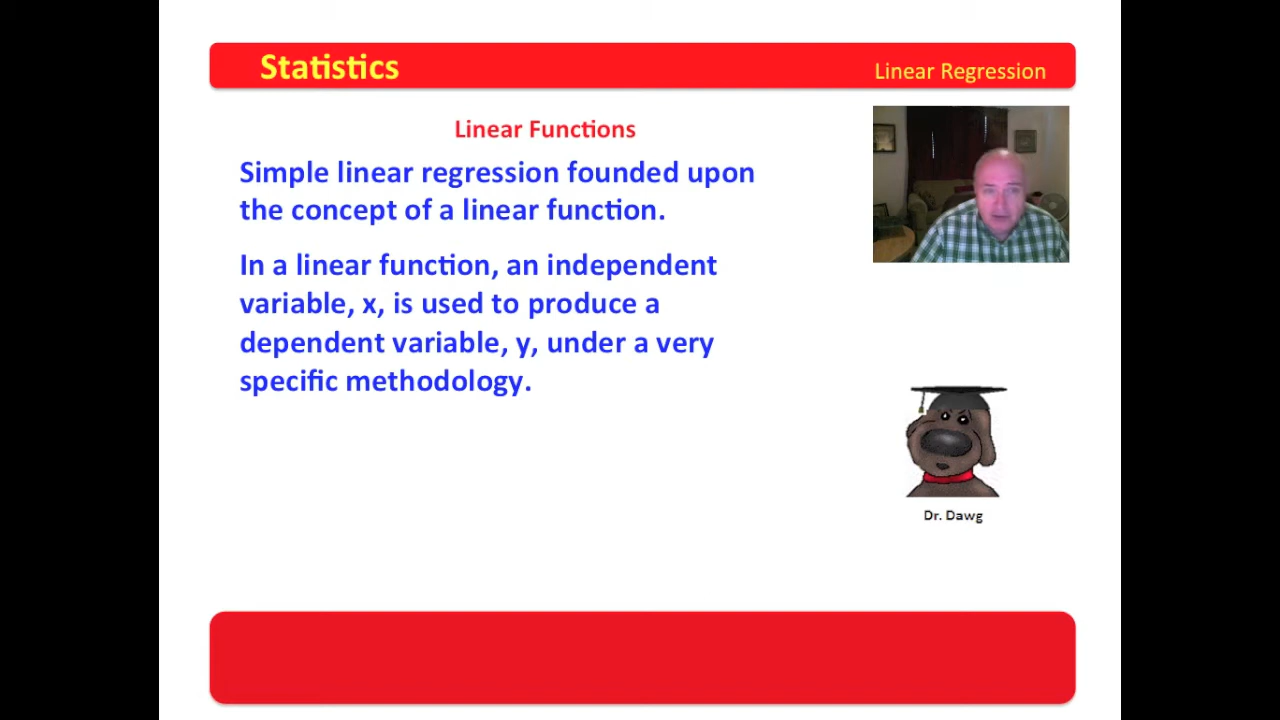 Statistics
Linear Regression
Linear Functions
Simple linear regression founded upon
the concept of a linear function.
In a linear function, an independent
variable, x, is used to produce a
dependent variable, y, under a very
specific methodology.
Dr. Dawg